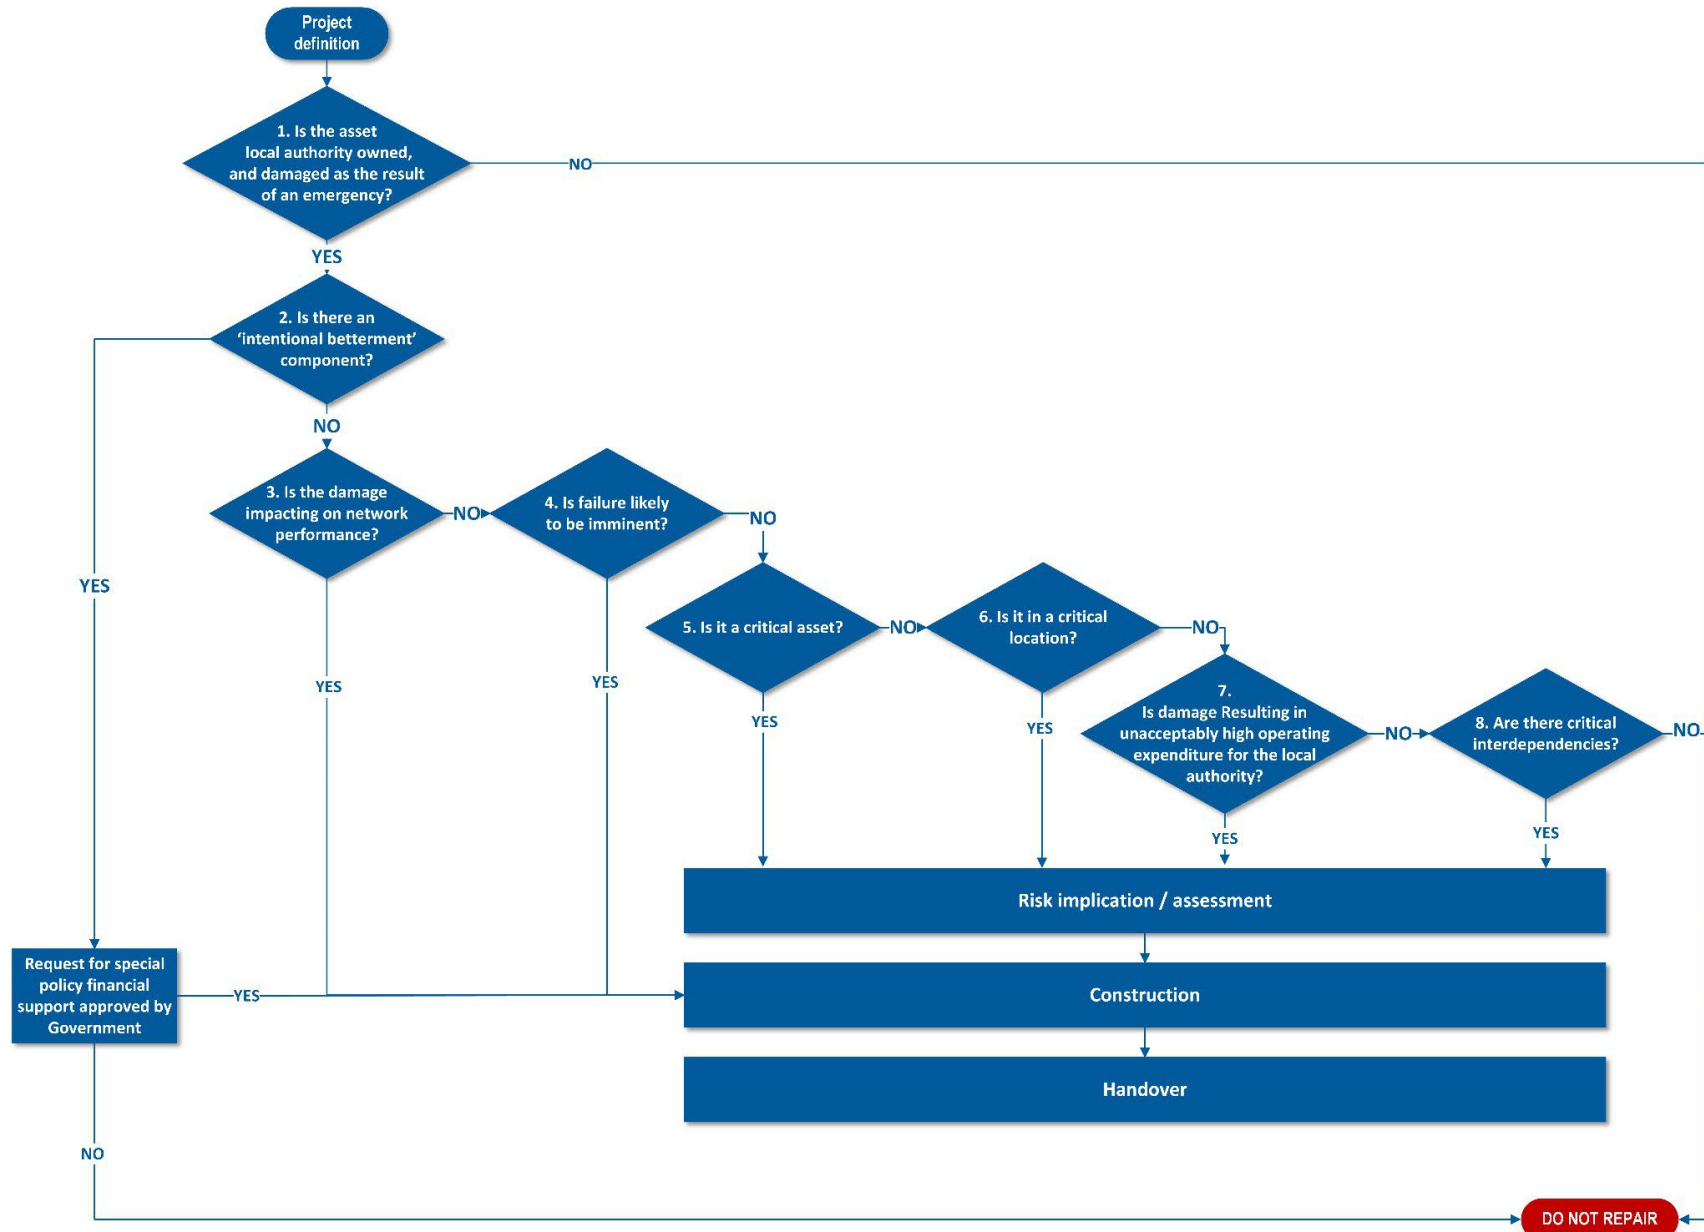 Project
definition
1. Is the asset
local authority owned,
and damaged as the result
of an emergency?
NO
YES
2. Is there an
‘intentional betterment’
component?
NO
YES
3. Is the damage
impacting on network
performance?
NO
4. Is failure likely
to be imminent?
NO
5. Is it a critical asset?
NO
6. Is it in a critical
location?
NO
7.
Is damage Resulting in
unacceptably high operating
expenditure for the local
authority?
NO
8. Are there critical
interdependencies?
NO
YES
YES
YES
YES
YES
YES
Risk implication / assessment
Request for special
policy financial
support approved by
Government
YES
Construction
Handover
NO
DO NOT REPAIR